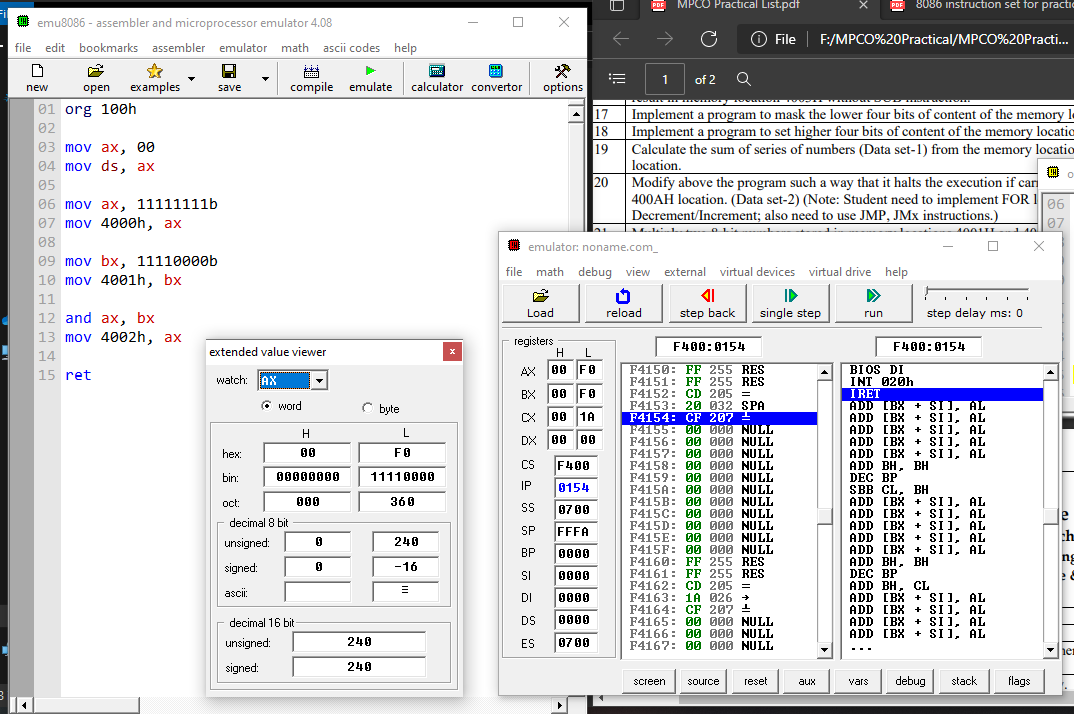 emu8086 - assembler and microprocessor emulator 4.08
file edit bookmarks assembler emulator math ascii codes help
new open examples save compile emulate calculator convertor options
01 org 100h
02
03 mov ax, 00
04 mov ds, ax
05
06 mov ax, 11111111b
07 mov 4000h, ax
08
09 mov bx, 11110000b
10 mov 4001h, bx
11
12 and ax, bx
13 mov 4002h, ax
14
15 ret
MPCO Practical List.pdf
8086 instruction set for practic
File F:/MPCO%20Practical/MPCO%20Practi...
1 of 2
result in memory location 4003H without SUB instruction.
17 Implement a program to mask the lower four bits of content of the memory l
18 Implement a program to set higher four bits of content of the memory locatio
19 Calculate the sum of series of numbers (Data set-1) from the memory locatio
location.
20 Modify above the program such a way that it halts the execution if carr
400AH location. (Data set-2) (Note: Student need to implement FOR l
Decrement/Increment; also need to use JMP, JMx instructions.)
06
07
extended value viewer
watch: AX
word byte
H L
hex: 00 F0
bin: 00000000 11110000
oct: 000 360
decimal 8 bit
unsigned: 0 240
signed: 0 -16
ascii: ≡
decimal 16 bit
unsigned: 240
signed: 240
emulator: noname.com_
file math debug view external virtual devices virtual drive help
Load reload step back single step run step delay ms: 0
registers
H L
AX 00 F0
BX 00 F0
CX 00 1A
DX 00 00
CS F400
IP 0154
SS 0700
SP FFFA
BP 0000
SI 0000
DI 0000
DS 0000
ES 0700
F400:0154 F400:0154
F4150: FF 255 RES
F4151: FF 255 RES
F4152: CD 205 =
F4153: 20 032 SPA
F4154: CF 207 ╧
F4155: 00 000 NULL
F4156: 00 000 NULL
F4157: 00 000 NULL
F4158: 00 000 NULL
F4159: 00 000 NULL
F415A: 00 000 NULL
F415B: 00 000 NULL
F415C: 00 000 NULL
F415D: 00 000 NULL
F415E: 00 000 NULL
F415F: 00 000 NULL
F4160: FF 255 RES
F4161: FF 255 RES
F4162: CD 205 =
F4163: 1A 026 →
F4164: CF 207 ╧
F4165: 00 000 NULL
F4166: 00 000 NULL
F4167: 00 000 NULL
BIOS DI
INT 020h
IRET
ADD [BX + SI], AL
ADD [BX + SI], AL
ADD [BX + SI], AL
ADD [BX + SI], AL
ADD [BX + SI], AL
ADD BH, BH
DEC BP
SBB CL, BH
ADD [BX + SI], AL
ADD [BX + SI], AL
ADD [BX + SI], AL
ADD [BX + SI], AL
ADD [BX + SI], AL
ADD BH, BH
DEC BP
ADD BH, CL
ADD [BX + SI], AL
ADD [BX + SI], AL
ADD [BX + SI], AL
ADD [BX + SI], AL
...
screen source reset aux vars debug stack flags